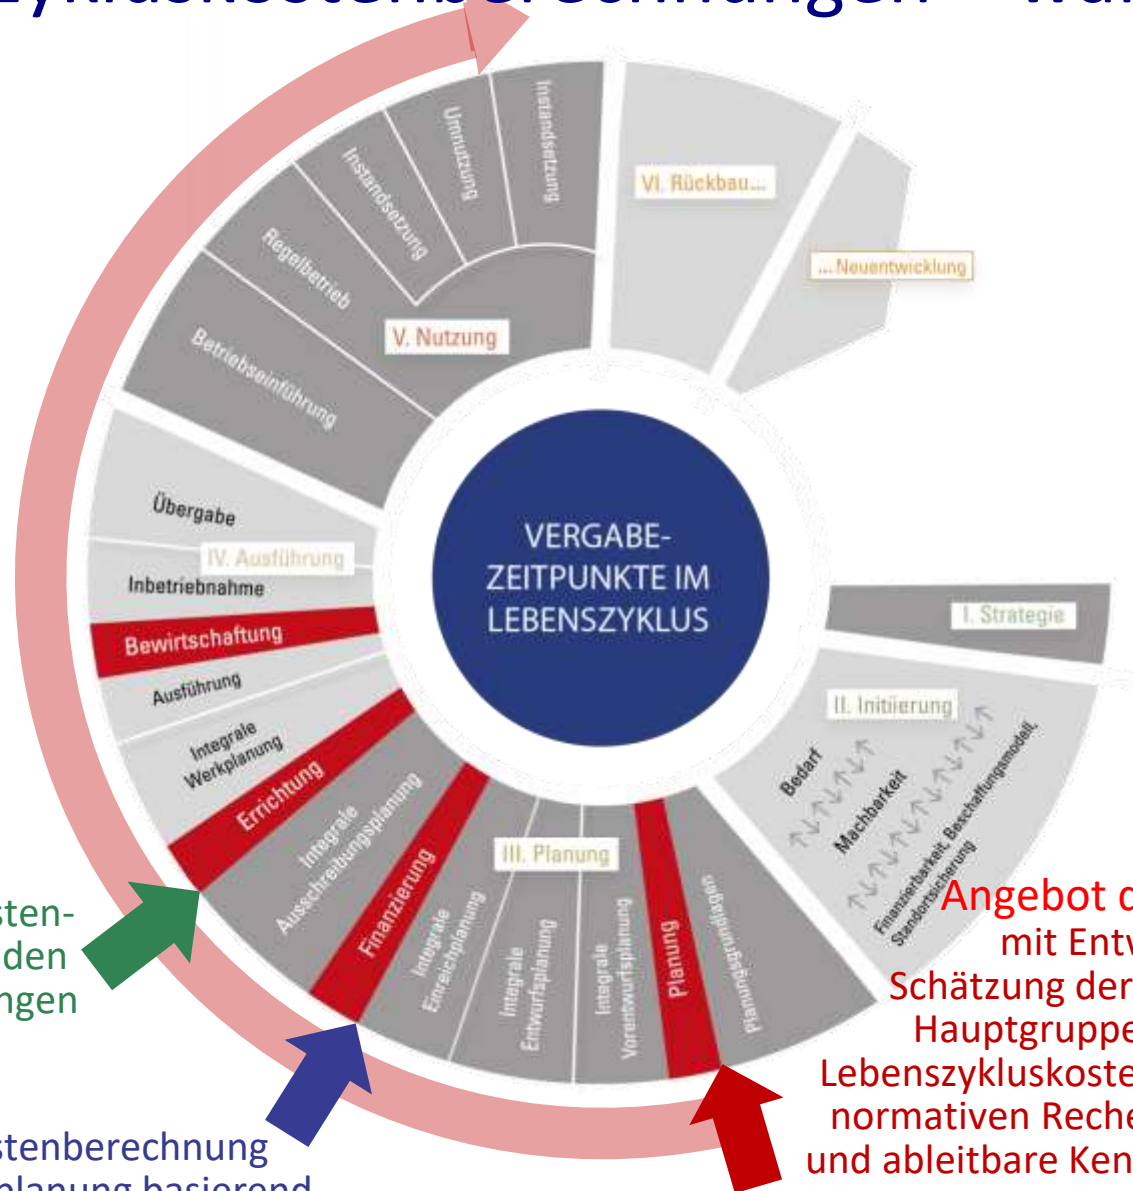 zykluskostenberechnungen
Instandsetzung
Umnutzung
Instandsetzung
Regelbetrieb
Betriebseinführung
V. Nutzung
VI. Rückbau...
...Neuentwicklung
Übergabe
IV. Ausführung
Inbetriebnahme
Bewirtschaftung
Ausführung
Integrale
Werkplanung
Errichtung
Integrale
Ausschreibungsplanung
Finanzierung
Integrale
Einreichplanung
III. Planung
Integrale
Entwurfsplanung
Integrale
Vorentwurfsplanung
Planung
Planungsgrundlagen
II. Initiierung
Bedarf
Machbarkeit
Finanzierbarkeit, Beschaffungsmodell,
Standortsicherung
I. Strategie
VERGABE-
ZEITPUNKTE IM
LEBENSZYKLUS
sten-
den
ngen
stenberechnung
planung basierend
Angebot d
mit Entw
Schätzung der
Hauptgruppe
Lebenszykluskoste
normativen Reche
und ableitbare Ken